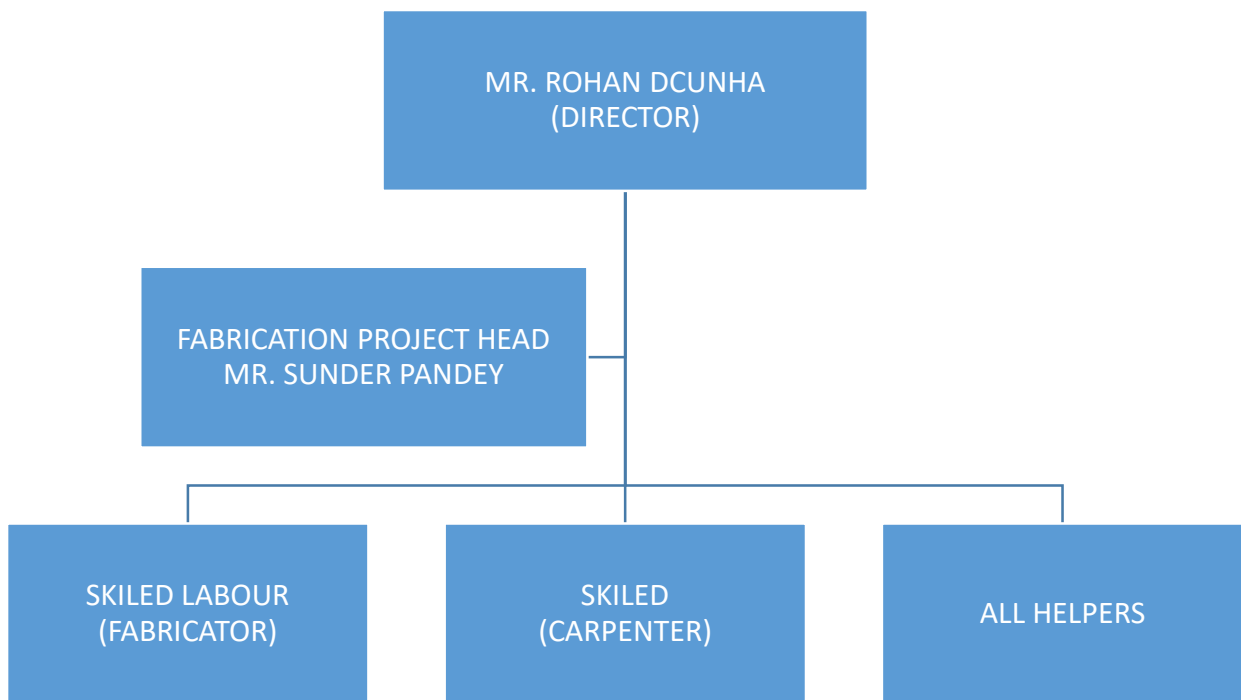 MR. ROHAN DCUNHA
(DIRECTOR)
FABRICATION PROJECT HEAD
MR. SUNDER PANDEY
SKILED LABOUR
(FABRICATOR)
SKILED
(CARPENTER)
ALL HELPERS